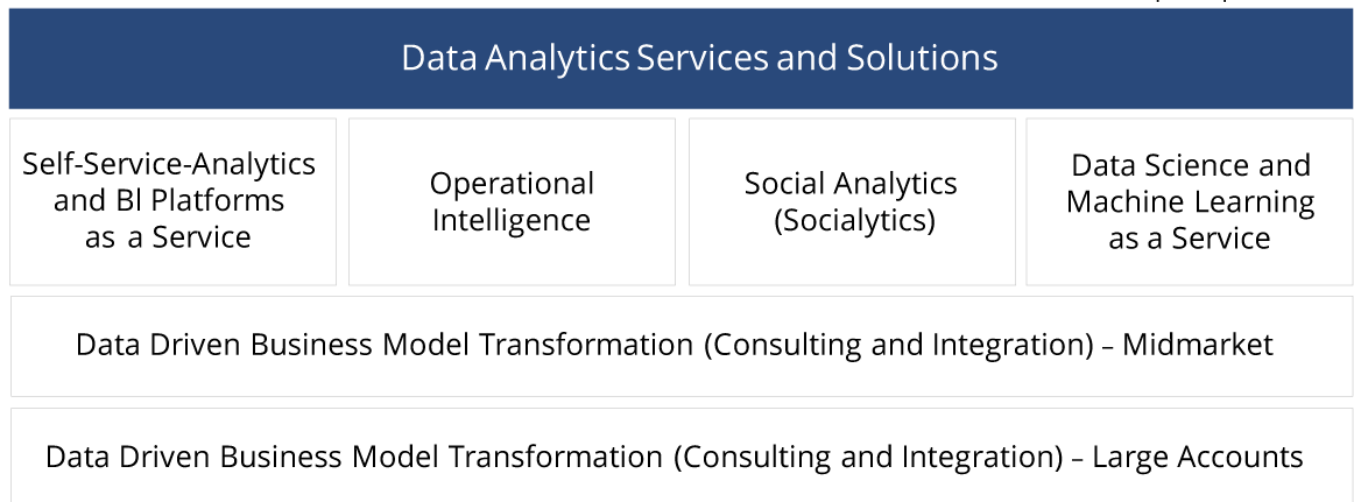 Data Analytics Services and Solutions
Self-Service-Analytics
and BI Platforms
as a Service
Operational
Intelligence
Social Analytics
(Socialytics)
Data Science and
Machine Learning
as a Service
Data Driven Business Model Transformation (Consulting and Integration) – Midmarket
Data Driven Business Model Transformation (Consulting and Integration) – Large Accounts